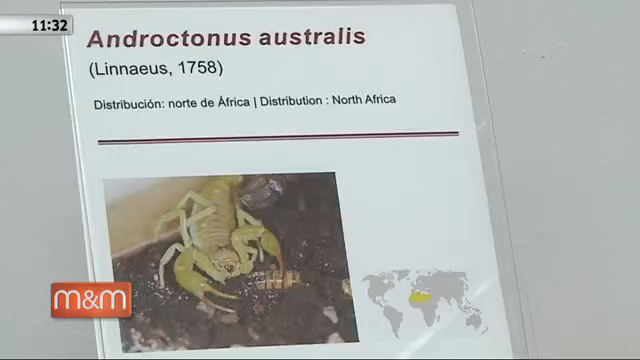 11:32
Androctonus australis
(Linnaeus, 1758)
Distribución: norte de África | Distribution : North Africa
m&m